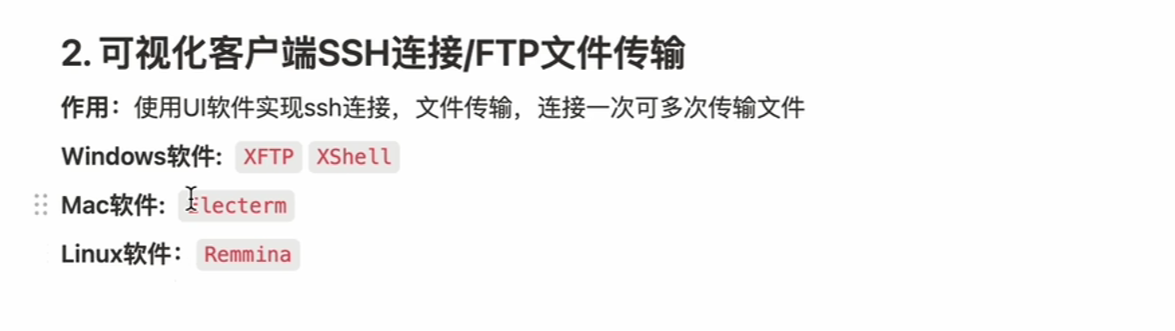 2. 可视化客户端SSH连接/FTP文件传输
作用：使用UI软件实现ssh连接，文件传输，连接一次可多次传输文件
Windows软件: XFTP XShell
Mac软件: Electerm
Linux软件： Remmina